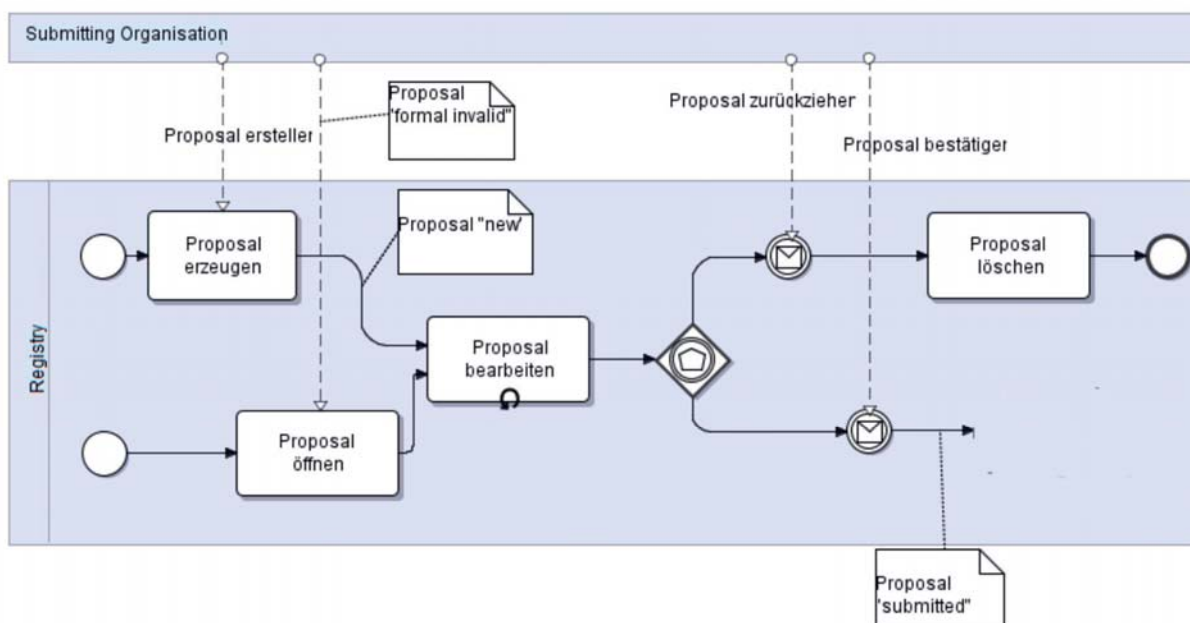 Submitting Organisation
Proposal
'formal invalid"
Proposal zurückzieher
Proposal ersteller
Proposal bestätiger
Proposal "new'
Proposal
erzeugen
Proposal
löschen
Proposal
bearbeiten
Registry
Proposal
öffnen
Proposal
'submitted"